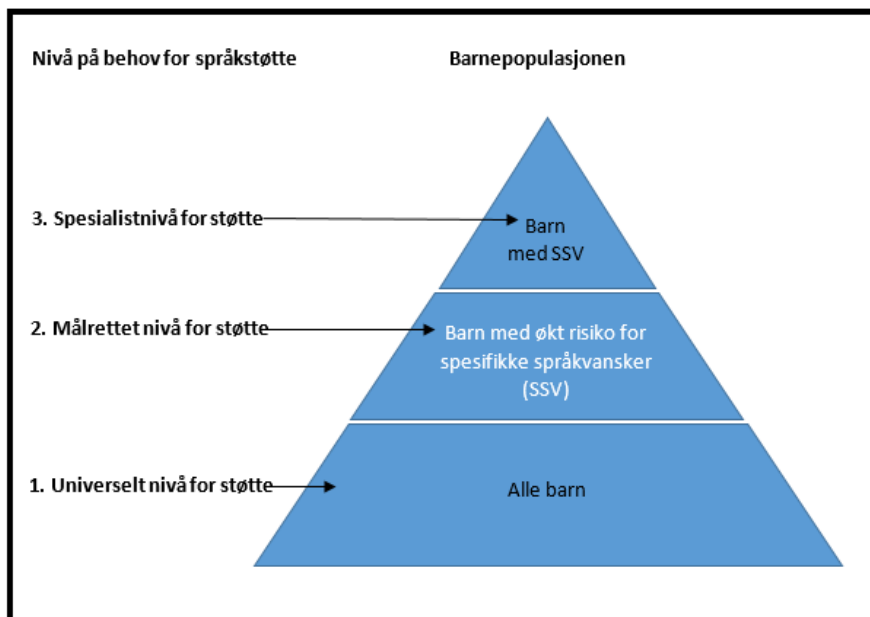 Nivå på behov for språkstøtte
Barnepopulasjonen
3. Spesialistnivå for støtte
Barn
med SSV
2. Målrettet nivå for støtte
Barn med økt risiko for
spesifikke språkvansker
(SSV)
1. Universelt nivå for støtte
Alle barn